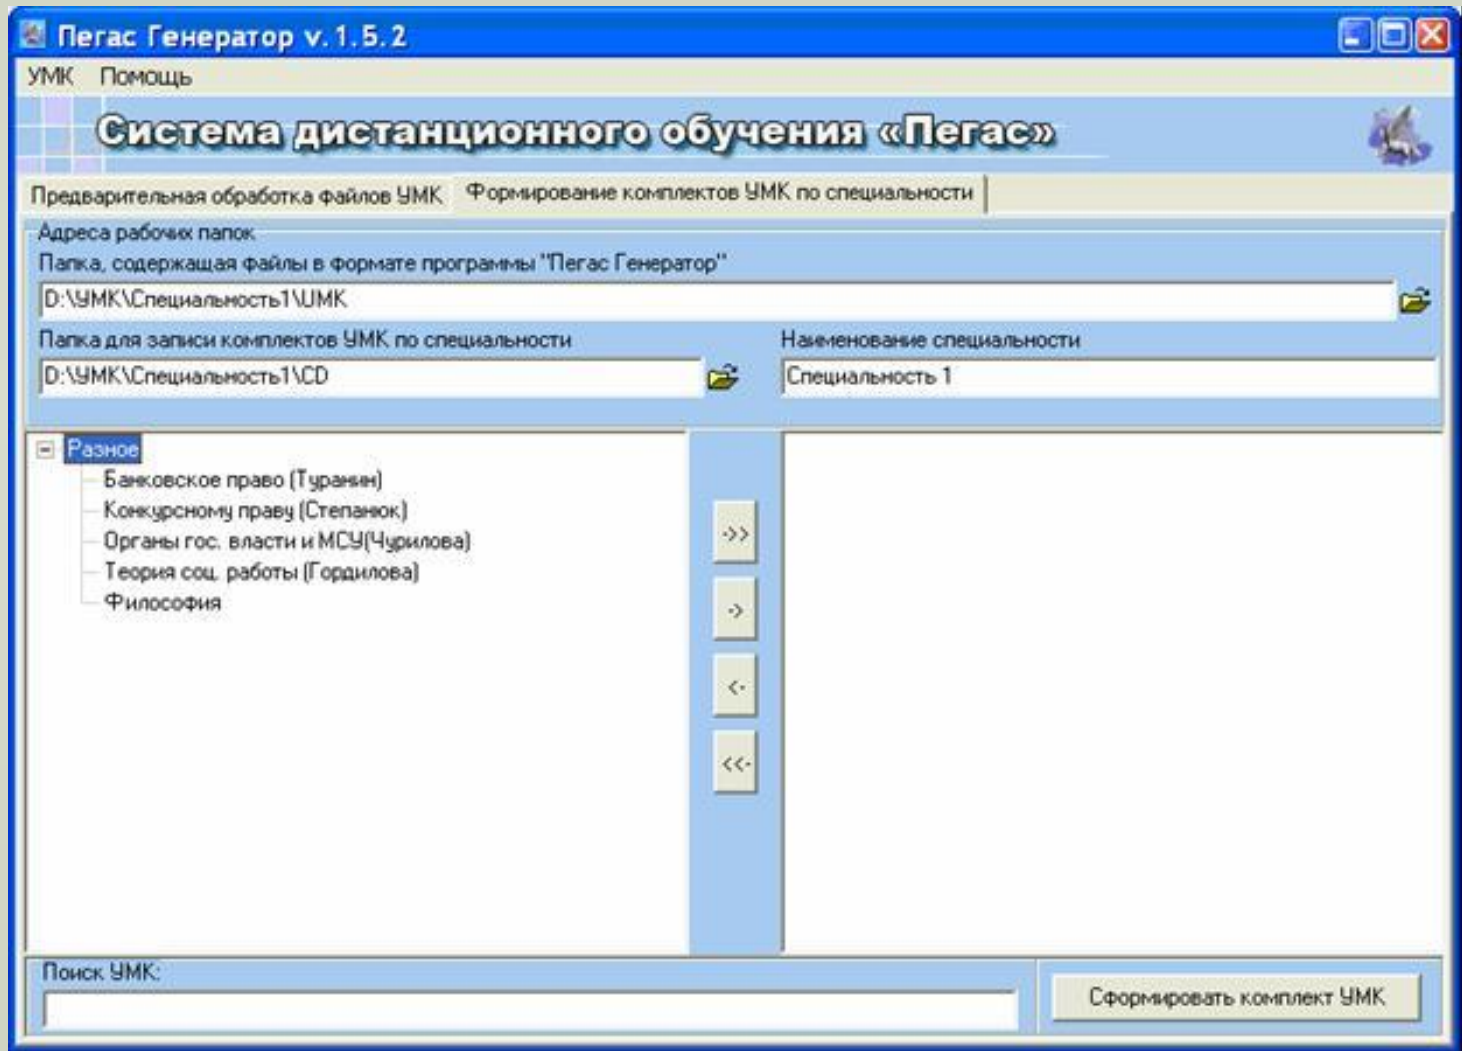 Пегас Генератор v.1.5.2
УМК Помощь
Система дистанционного обучения «Пегас»
Предварительная обработка файлов УМК Формирование комплектов УМК по специальности
Адреса рабочих папок
Папка, содержащая файлы в формате программы "Пегас Генератор"
D:\УМК\Специальность1\UMK
Папка для записи комплектов УМК по специальности Наименование специальности
D:\УМК\Специальность1\CD Специальность 1
Разное
Банковское право (Туранин)
Конкурсному праву (Степанюк)
Органы гос. власти и МСУ(Чурилова)
Теория соц. работы (Гордилова)
Философия
->>
->
<-
<<-
Поиск УМК:
Сформировать комплект УМК